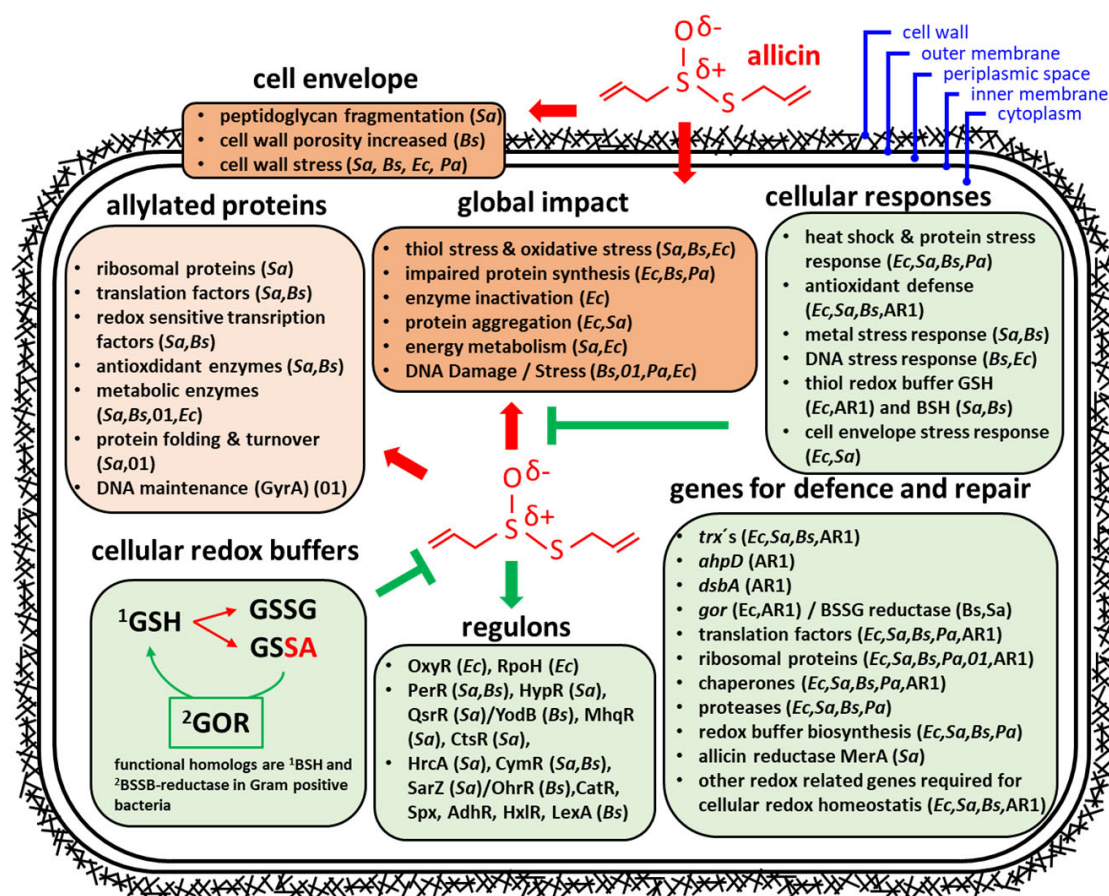 cell wall
outer membrane
periplasmic space
inner membrane
cytoplasm
Oδ-
allicin
S
δ+
S
cell envelope
• peptidoglycan fragmentation (Sa)
• cell wall porosity increased (Bs)
• cell wall stress (Sa, Bs, Ec, Pa)
allylated proteins
• ribosomal proteins (Sa)
• translation factors (Sa,Bs)
• redox sensitive transription
factors (Sa,Bs)
• antioxdidant enzymes (Sa,Bs)
• metabolic enzymes
(Sa,Bs,01,Ec)
• protein folding & turnover
(Sa,01)
• DNA maintenance (GyrA) (01)
global impact
• thiol stress & oxidative stress (Sa,Bs,Ec)
• impaired protein synthesis (Ec,Bs,Pa)
• enzyme inactivation (Ec)
• protein aggregation (Ec,Sa)
• energy metabolism (Sa,Ec)
• DNA Damage / Stress (Bs,01,Pa,Ec)
cellular responses
• heat shock & protein stress
response (Ec,Sa,Bs,Pa)
• antioxidant defense
(Ec,Sa,Bs,AR1)
• metal stress response (Sa,Bs)
• DNA stress response (Bs,Ec)
• thiol redox buffer GSH
(Ec,AR1) and BSH (Sa,Bs)
• cell envelope stress response
(Ec,Sa)
Oδ-
S
δ+
S
cellular redox buffers
¹GSH
GSSG
GSSA
²GOR
functional homologs are ¹BSH and
²BSSB-reductase in Gram positive
bacteria
regulons
• OxyR (Ec), RpoH (Ec)
• PerR (Sa,Bs), HypR (Sa),
QsrR (Sa)/YodB (Bs), MhqR
(Sa), CtsR (Sa),
• HrcA (Sa), CymR (Sa,Bs),
SarZ (Sa)/OhrR (Bs),CatR,
Spx, AdhR, HxlR, LexA (Bs)
genes for defence and repair
• trx´s (Ec,Sa,Bs,AR1)
• ahpD (AR1)
• dsbA (AR1)
• gor (Ec,AR1) / BSSG reductase (Bs,Sa)
• translation factors (Ec,Sa,Bs,Pa,AR1)
• ribosomal proteins (Ec,Sa,Bs,Pa,01,AR1)
• chaperones (Ec,Sa,Bs,Pa,AR1)
• proteases (Ec,Sa,Bs,Pa)
• redox buffer biosynthesis (Ec,Sa,Bs,Pa)
• allicin reductase MerA (Sa)
• other redox related genes required for
cellular redox homeostatis (Ec,Sa,Bs,AR1)